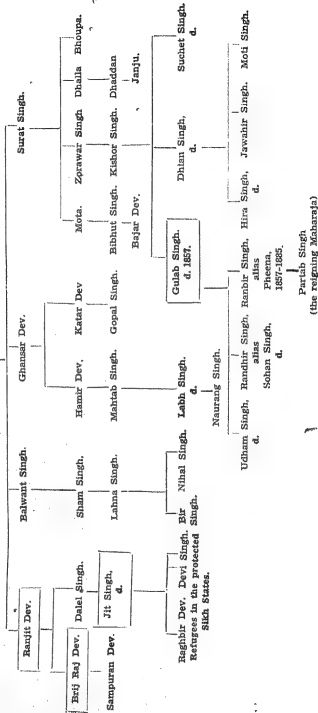 Ranjit Dev.
Balwant Singh.
Ghansar Dev.
Surat Singh.
Brij Raj Dev.
Dalel Singh.
Sham Singh.
Hamir Dev,
Katar Dev
Mota.
Zorawar Singh
Dhalla
Bhoupa.
Sampuran Dev.
Jit Singh,
d.
Lahna Singh.
Mahtab Singh.
Gopal Singh.
Bibhut Singh.
Kishor Singh.
Dhaddan
Bajar Dev.
Janju.
Raghbir Dev.
Devi Singh.
Refugees in the protected
Sikh States.
Bir
Singh.
Nihal Singh.
Labh Singh.
d.
Gulab Singh.
d. 1857.
Dhian Singh,
d.
Suchet Singh.
d.
Naurang Singh.
Udham Singh,
d.
Randhir Singh,
alias
Sohan Singh,
d.
Ranbir Singh,
alias
Pheena,
1857-1885.
Hira Singh,
d.
Jawahir Singh.
Moti Singh.
Partab Singh
(the reigning Maharaja)